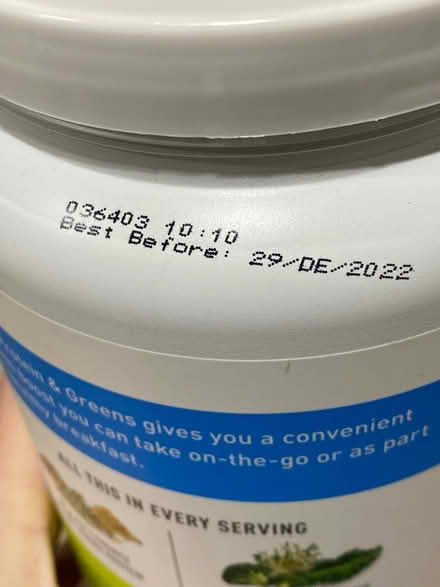 036403 10:10
Best Before: 29/DE/2022
& Greens gives you a convenient
you can take on-the-go or as part
breakfast.
ALL THIS IN EVERY SERVING